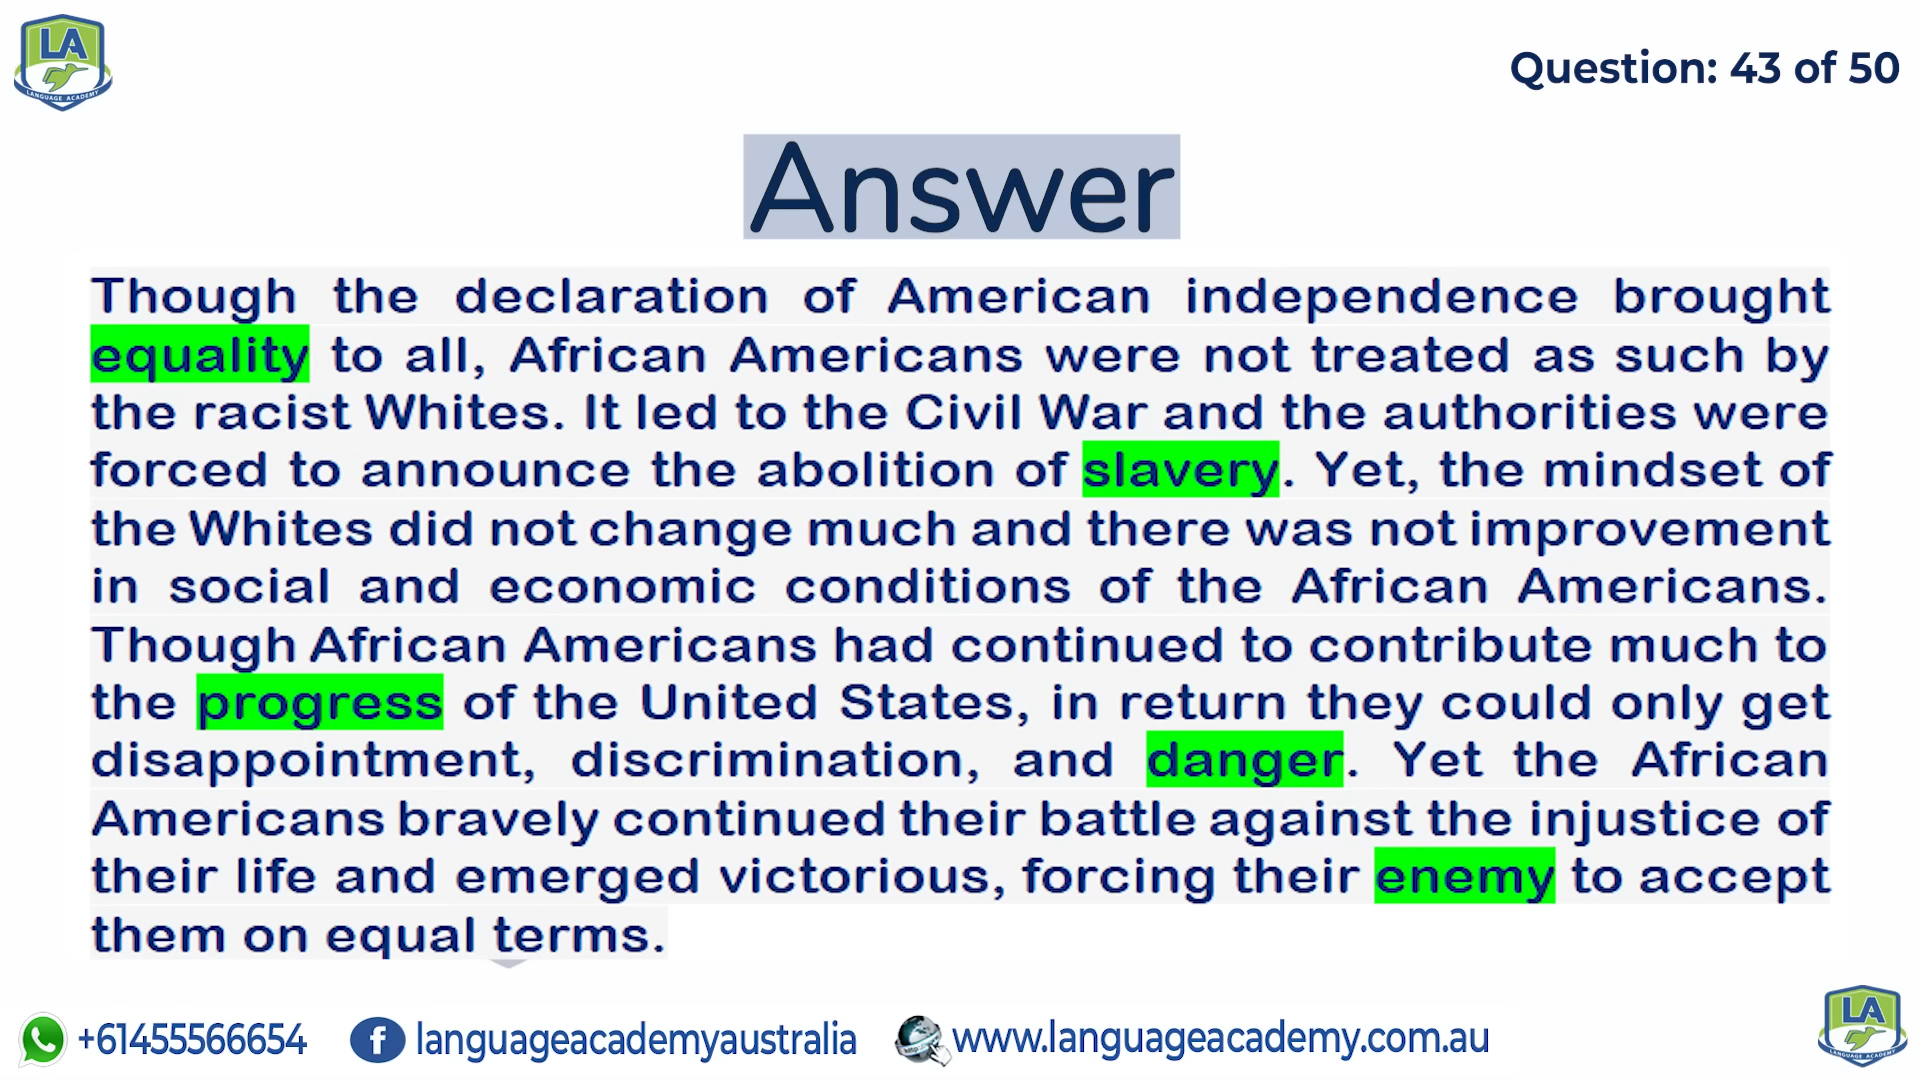 LA
LANGUAGE ACADEMY
Question: 43 of 50
Answer
Though the declaration of American independence brought
equality to all, African Americans were not treated as such by
the racist Whites. It led to the Civil War and the authorities were
forced to announce the abolition of slavery. Yet, the mindset of
the Whites did not change much and there was not improvement
in social and economic conditions of the African Americans.
Though African Americans had continued to contribute much to
the progress of the United States, in return they could only get
disappointment, discrimination, and danger. Yet the African
Americans bravely continued their battle against the injustice of
their life and emerged victorious, forcing their enemy to accept
them on equal terms.
+61455566654
f
languageacademyaustralia
http
www.languageacademy.com.au
LA
LANGUAGE ACADEMY